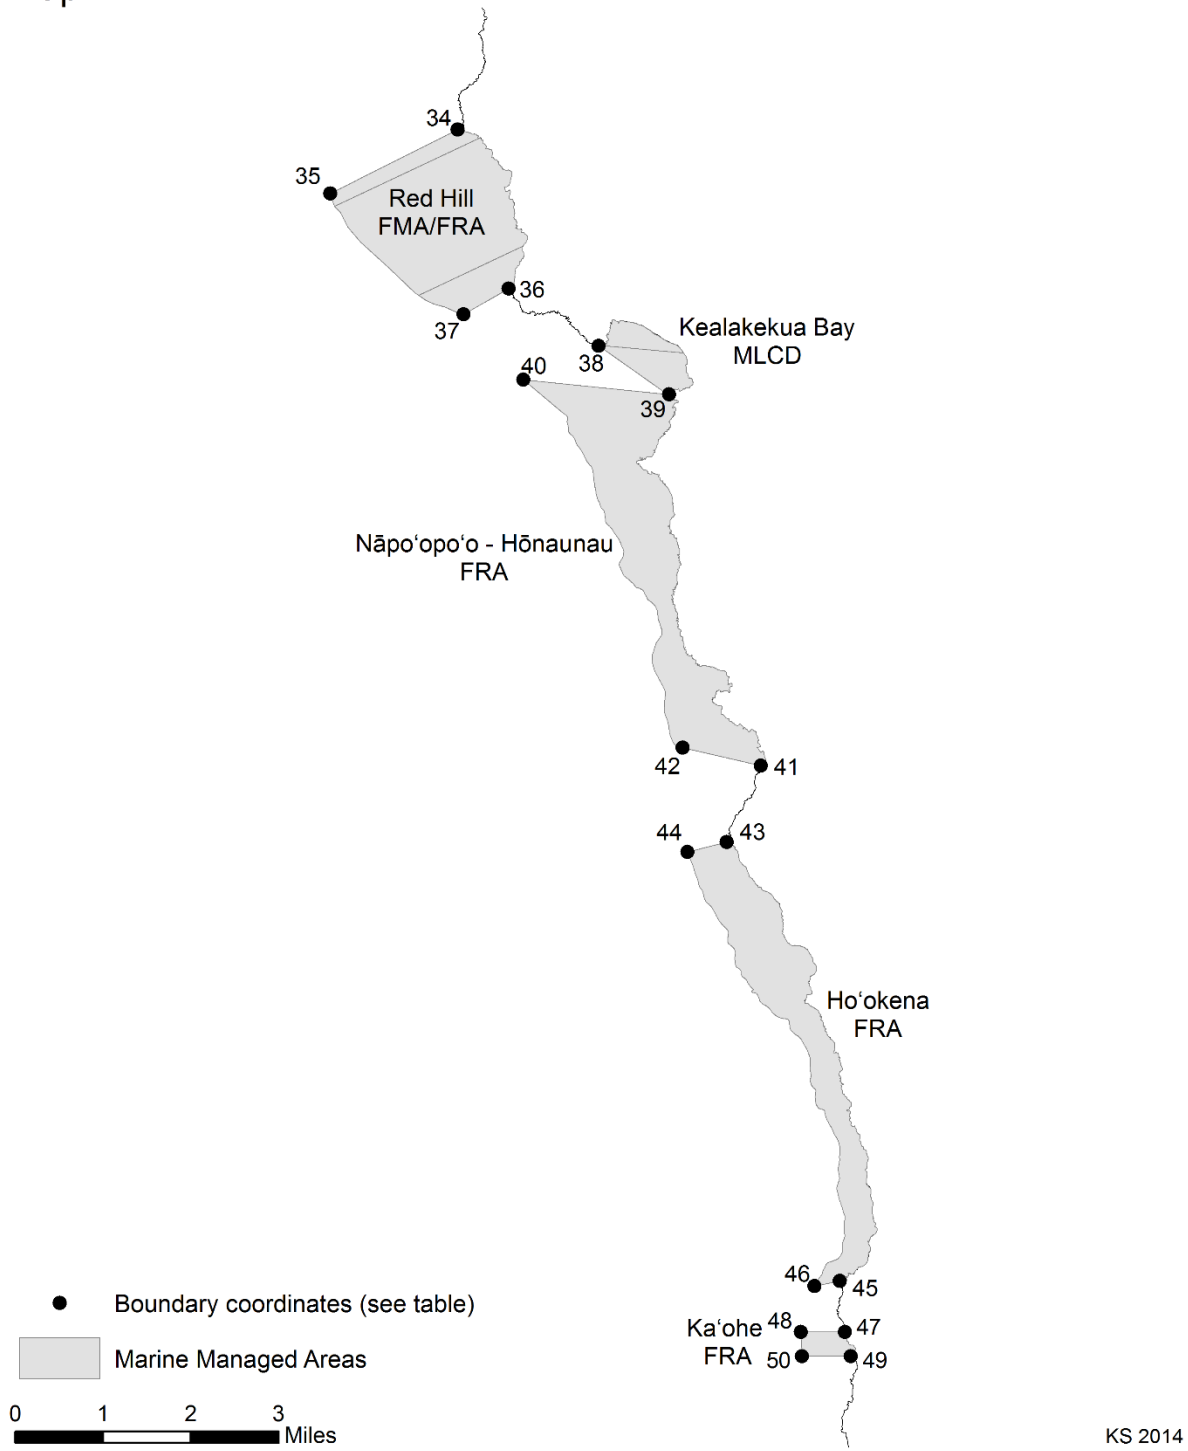 34
35
Red Hill
FMA/FRA
36
37
Kealakekua Bay
MLCD
38
40
39
Nāpoʻopoʻo - Hōnaunau
FRA
42
41
44
43
Hoʻokena
FRA
46
45
Kaʻohe
FRA
48
47
50
49
Boundary coordinates (see table)
Marine Managed Areas
0 1 2 3
Miles
KS 2014